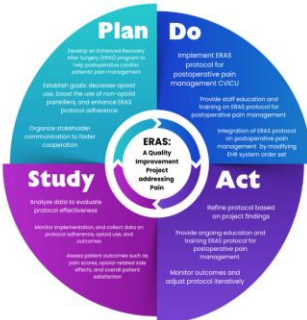 Plan
Develop an Enhanced Recovery
After Surgery (ERAS) program to
help postoperative cardiac
patients' pain management
Establish goals: decrease opioid
use, boost the use of non-opioid
painkillers, and enhance ERAS
protocol adherence
Organize stakeholder
communication to foster
cooperation
Do
Implement ERAS
protocol for
postoperative pain
management CVICU
Provide staff education and
training on ERAS protocol for
postoperative pain management
Integration of ERAS protocol
on postoperative pain
management by modifying
EHR system order set
ERAS:
A Quality
Improvement
Project
addressing
Pain
Study
Analyze data to evaluate
protocol effectiveness
Monitor implementation, and collect data on
protocol adherence, opioid use, and
outcomes
Assess patient outcomes such as
pain scores, opioid-related side
effects, and overall patient
satisfaction
Act
Refine protocol based
on project findings
Provide ongoing education and
training ERAS protocol for
postoperative pain
management
Monitor outcomes and
adjust protocol iteratively